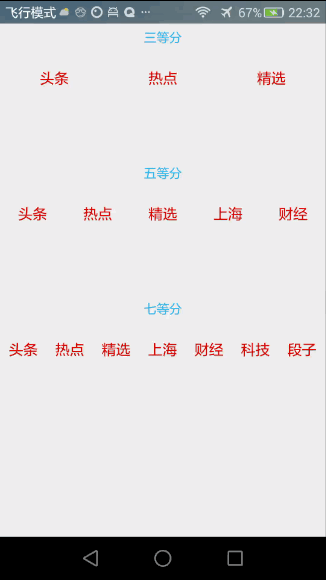 飞行模式 ··· 67% 22:32
三等分
头条 热点 精选
五等分
头条 热点 精选 上海 财经
七等分
头条 热点 精选 上海 财经 科技 段子